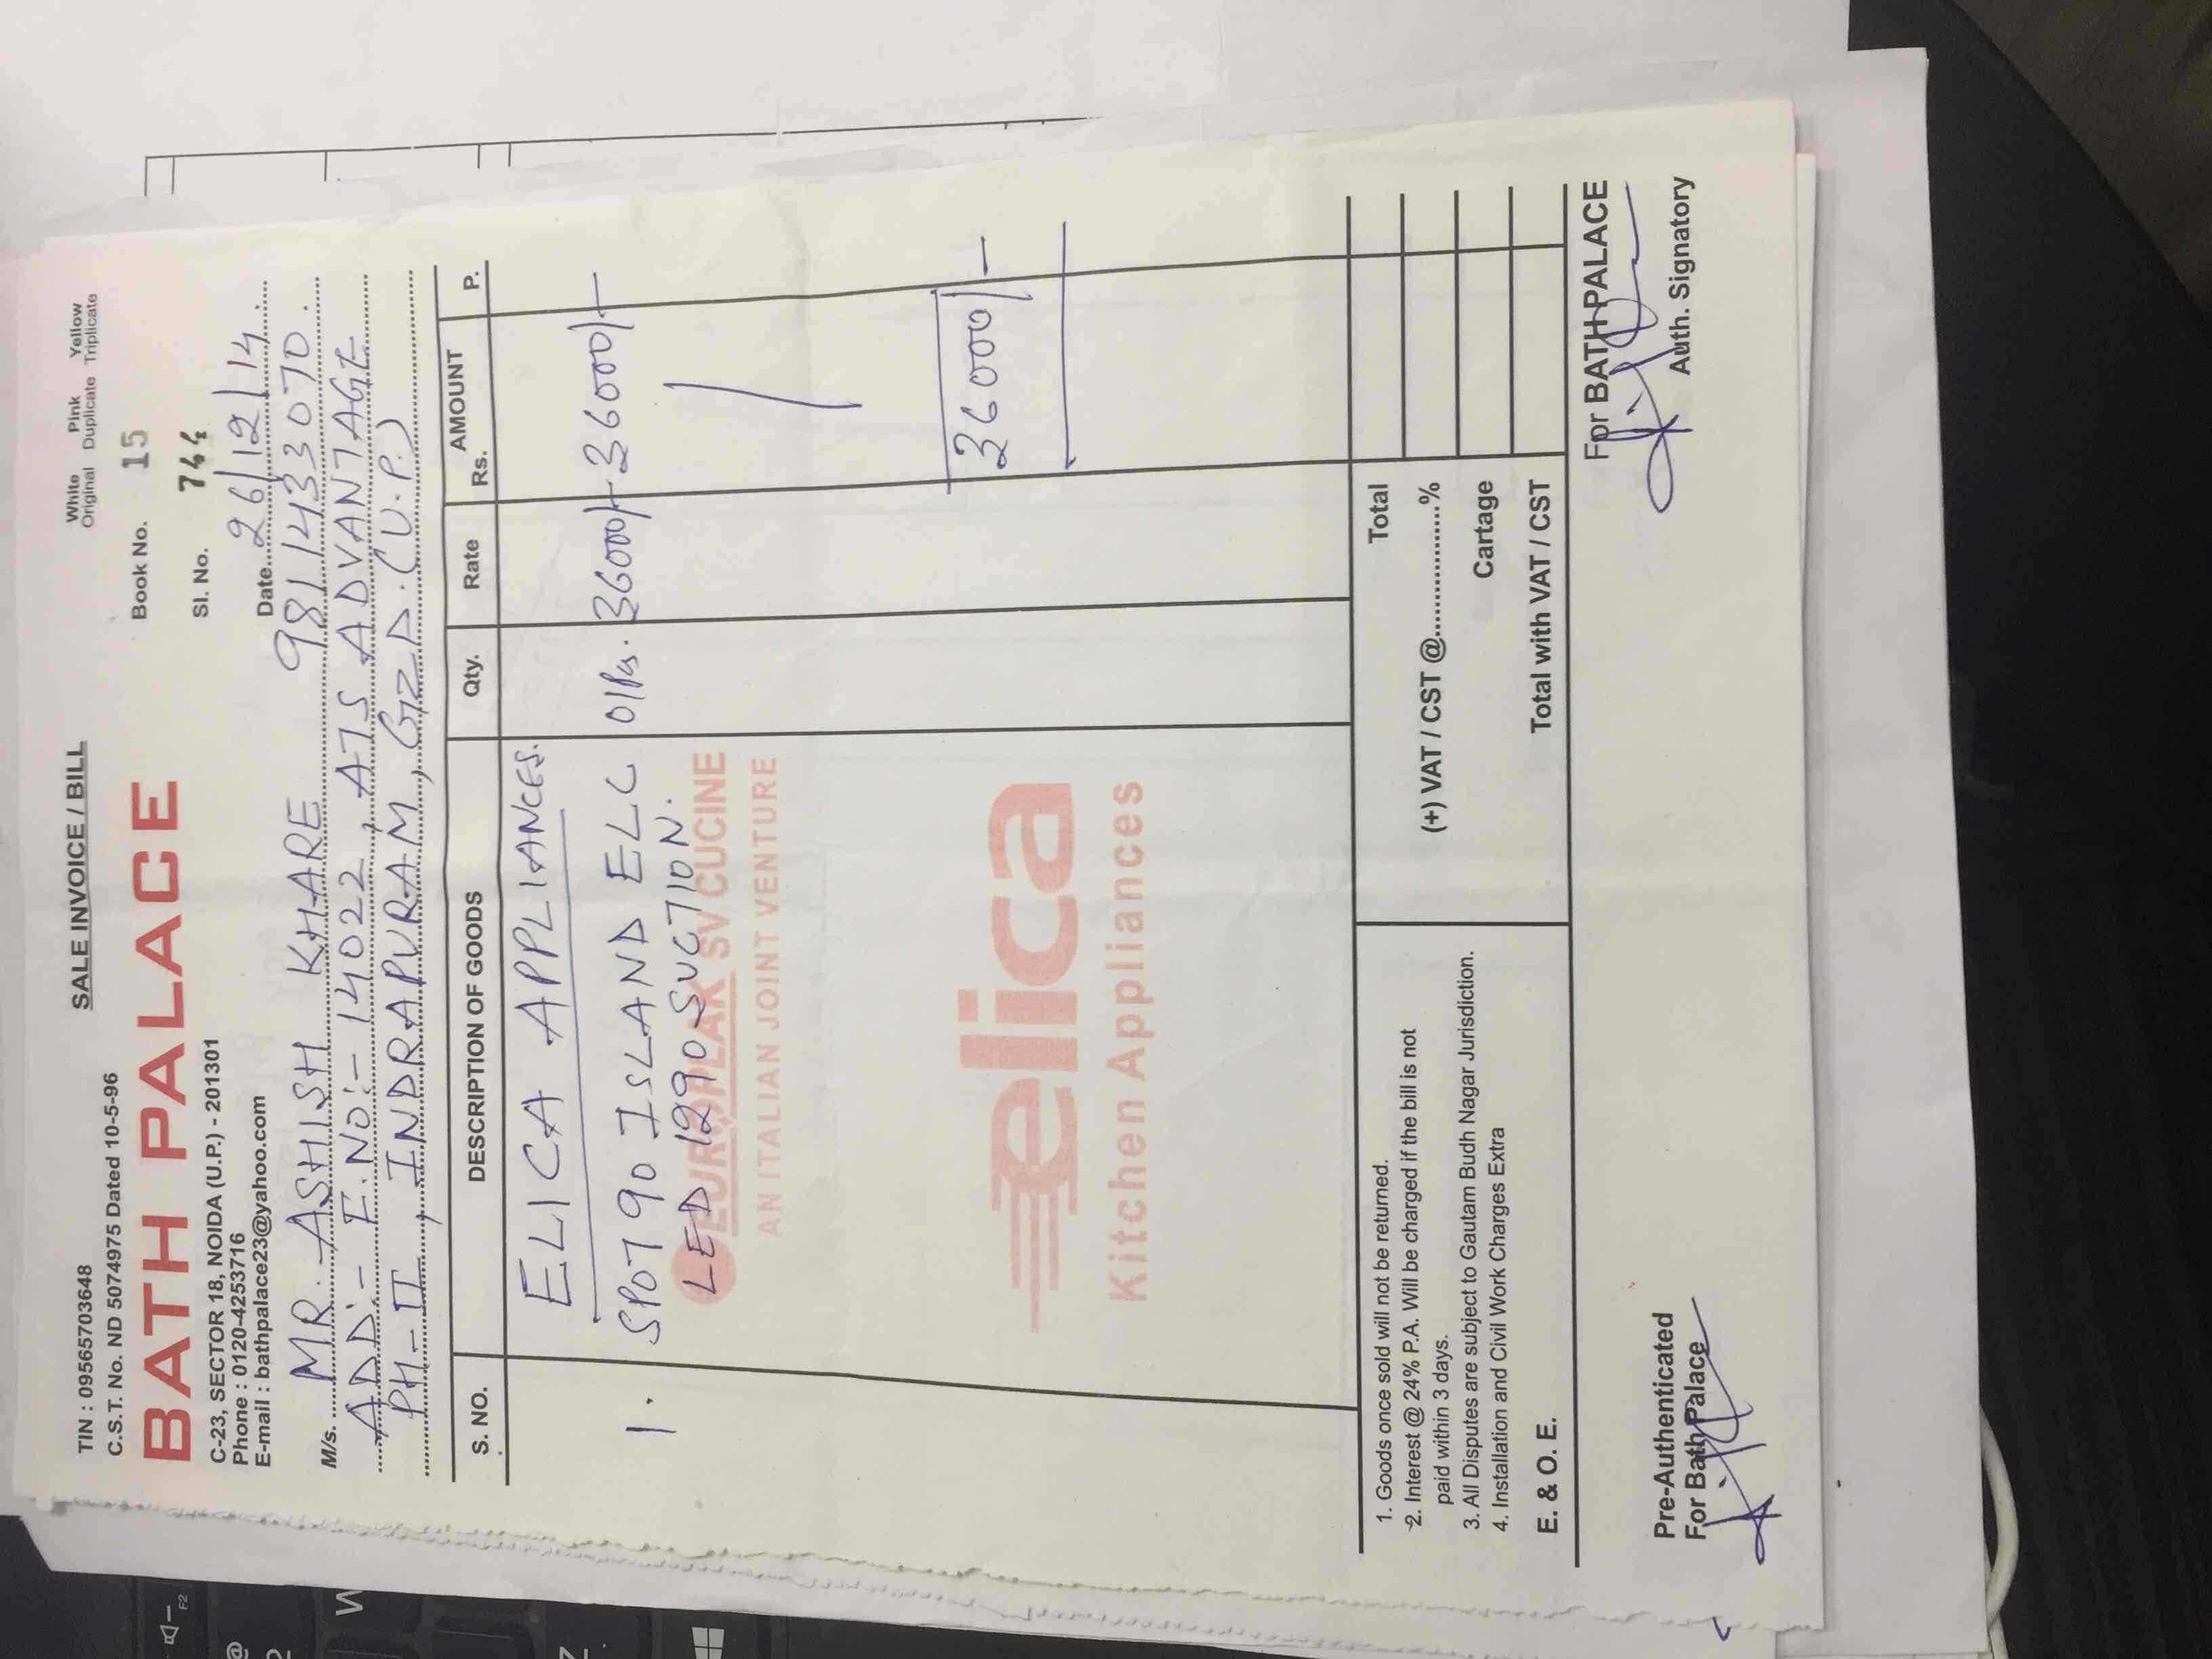 TIN : 09565703648
SALE INVOICE / BILL
White Pink Yellow
Original Duplicate Triplicate
C.S.T. No. ND 5074975 Dated 10-5-96
BATH PALACE
Book No. 15
Sl. No. 744
C-23, SECTOR 18, NOIDA (U.P.) - 201301
Phone : 0120-4253716
E-mail : bathpalace23@yahoo.com
Date 26/12/14.
M/s. MR. ASHISH KHARE 9811433070.
ADD:- F.NO:- 14022, ATS ADVANTAGE
PH-II, INDRAPURAM, GZD.(U.P.)
S. NO. DESCRIPTION OF GOODS Qty. Rate AMOUNT Rs. P.
ELICA APPLIANCES.
1. SPOT 90 ISLAND ELC 01 36000/- 36000/-
LED 1290 SUCTION.
EUROPLAK SV CUCINE
AN ITALIAN JOINT VENTURE
36000/-
elica
Kitchen Appliances
1. Goods once sold will not be returned.
2. Interest @ 24% P.A. Will be charged if the bill is not
paid within 3 days.
3. All Disputes are subject to Gautam Budh Nagar Jurisdiction.
4. Installation and Civil Work Charges Extra
E. & O. E.
Total
(+) VAT / CST @..................%
Cartage
Total with VAT / CST
For BATH PALACE
Auth. Signatory
Pre-Authenticated
For Bath Palace
F2
@
2
W
Z